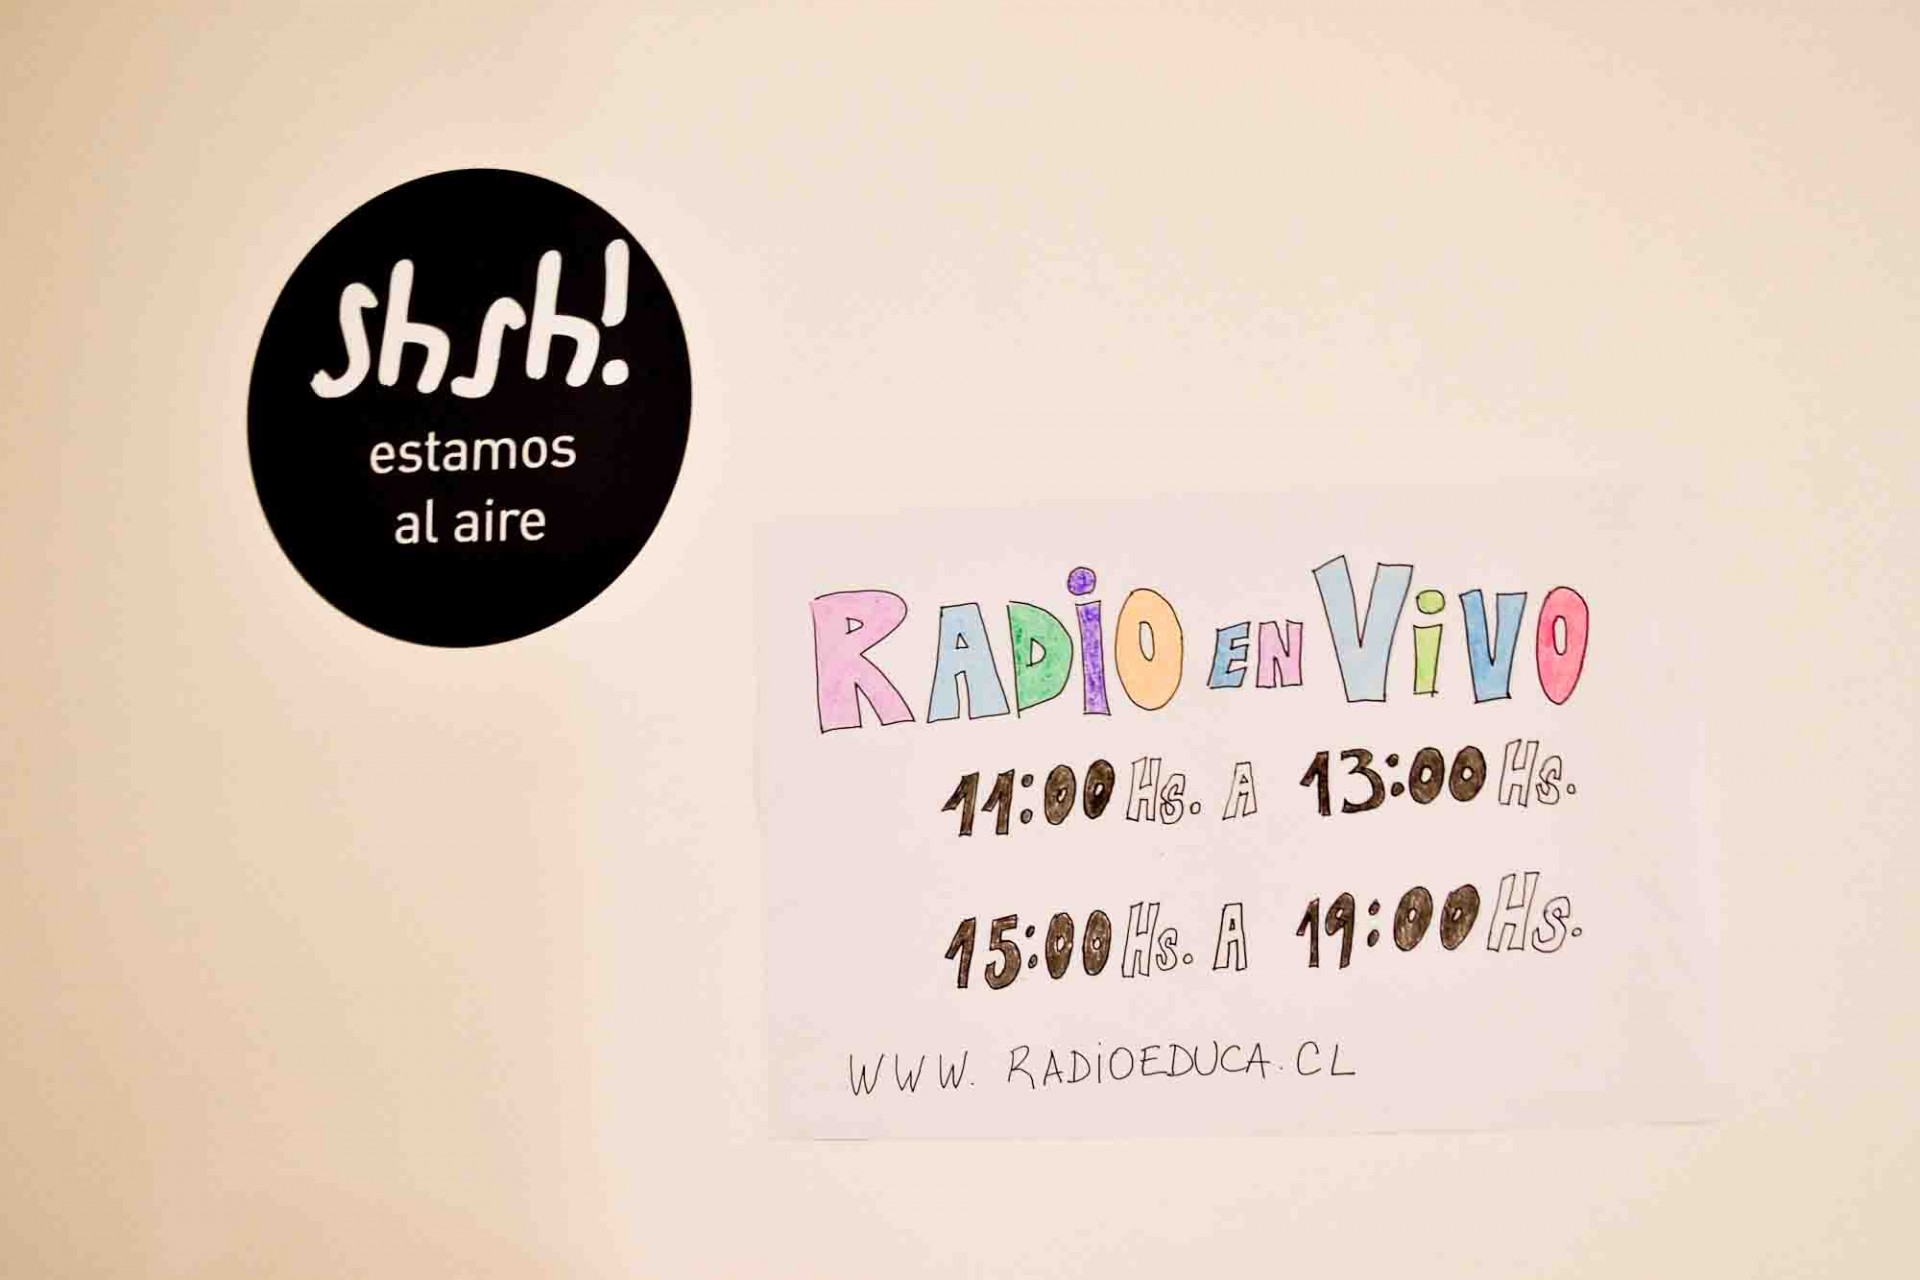 shsh!
estamos
al aire
RADiO EN ViVO
11:00 Hs. A 13:00 Hs.
15:00 Hs. A 19:00 Hs.
WWW. RADiOEDUCA.CL